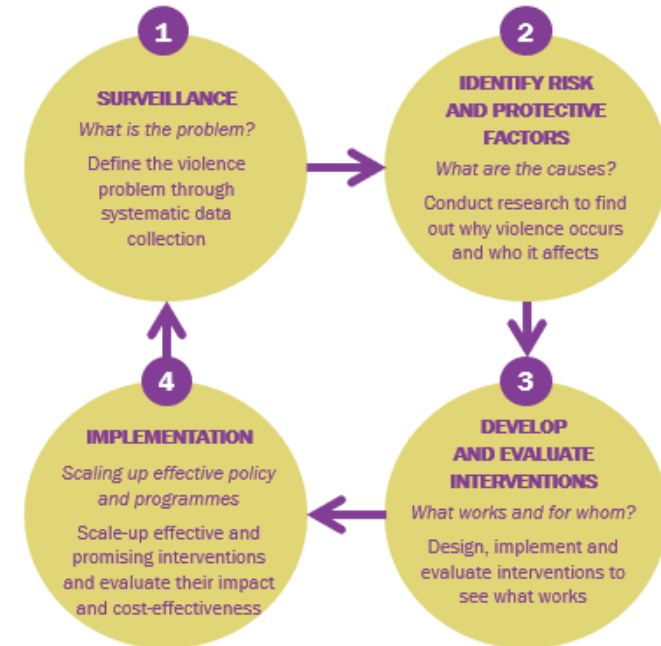 1
SURVEILLANCE
What is the problem?
Define the violence
problem through
systematic data
collection
2
IDENTIFY RISK
AND PROTECTIVE
FACTORS
What are the causes?
Conduct research to find
out why violence occurs
and who it affects
3
DEVELOP
AND EVALUATE
INTERVENTIONS
What works and for whom?
Design, implement and
evaluate interventions to
see what works
4
IMPLEMENTATION
Scaling up effective policy
and programmes
Scale-up effective and
promising interventions
and evaluate their impact
and cost-effectiveness